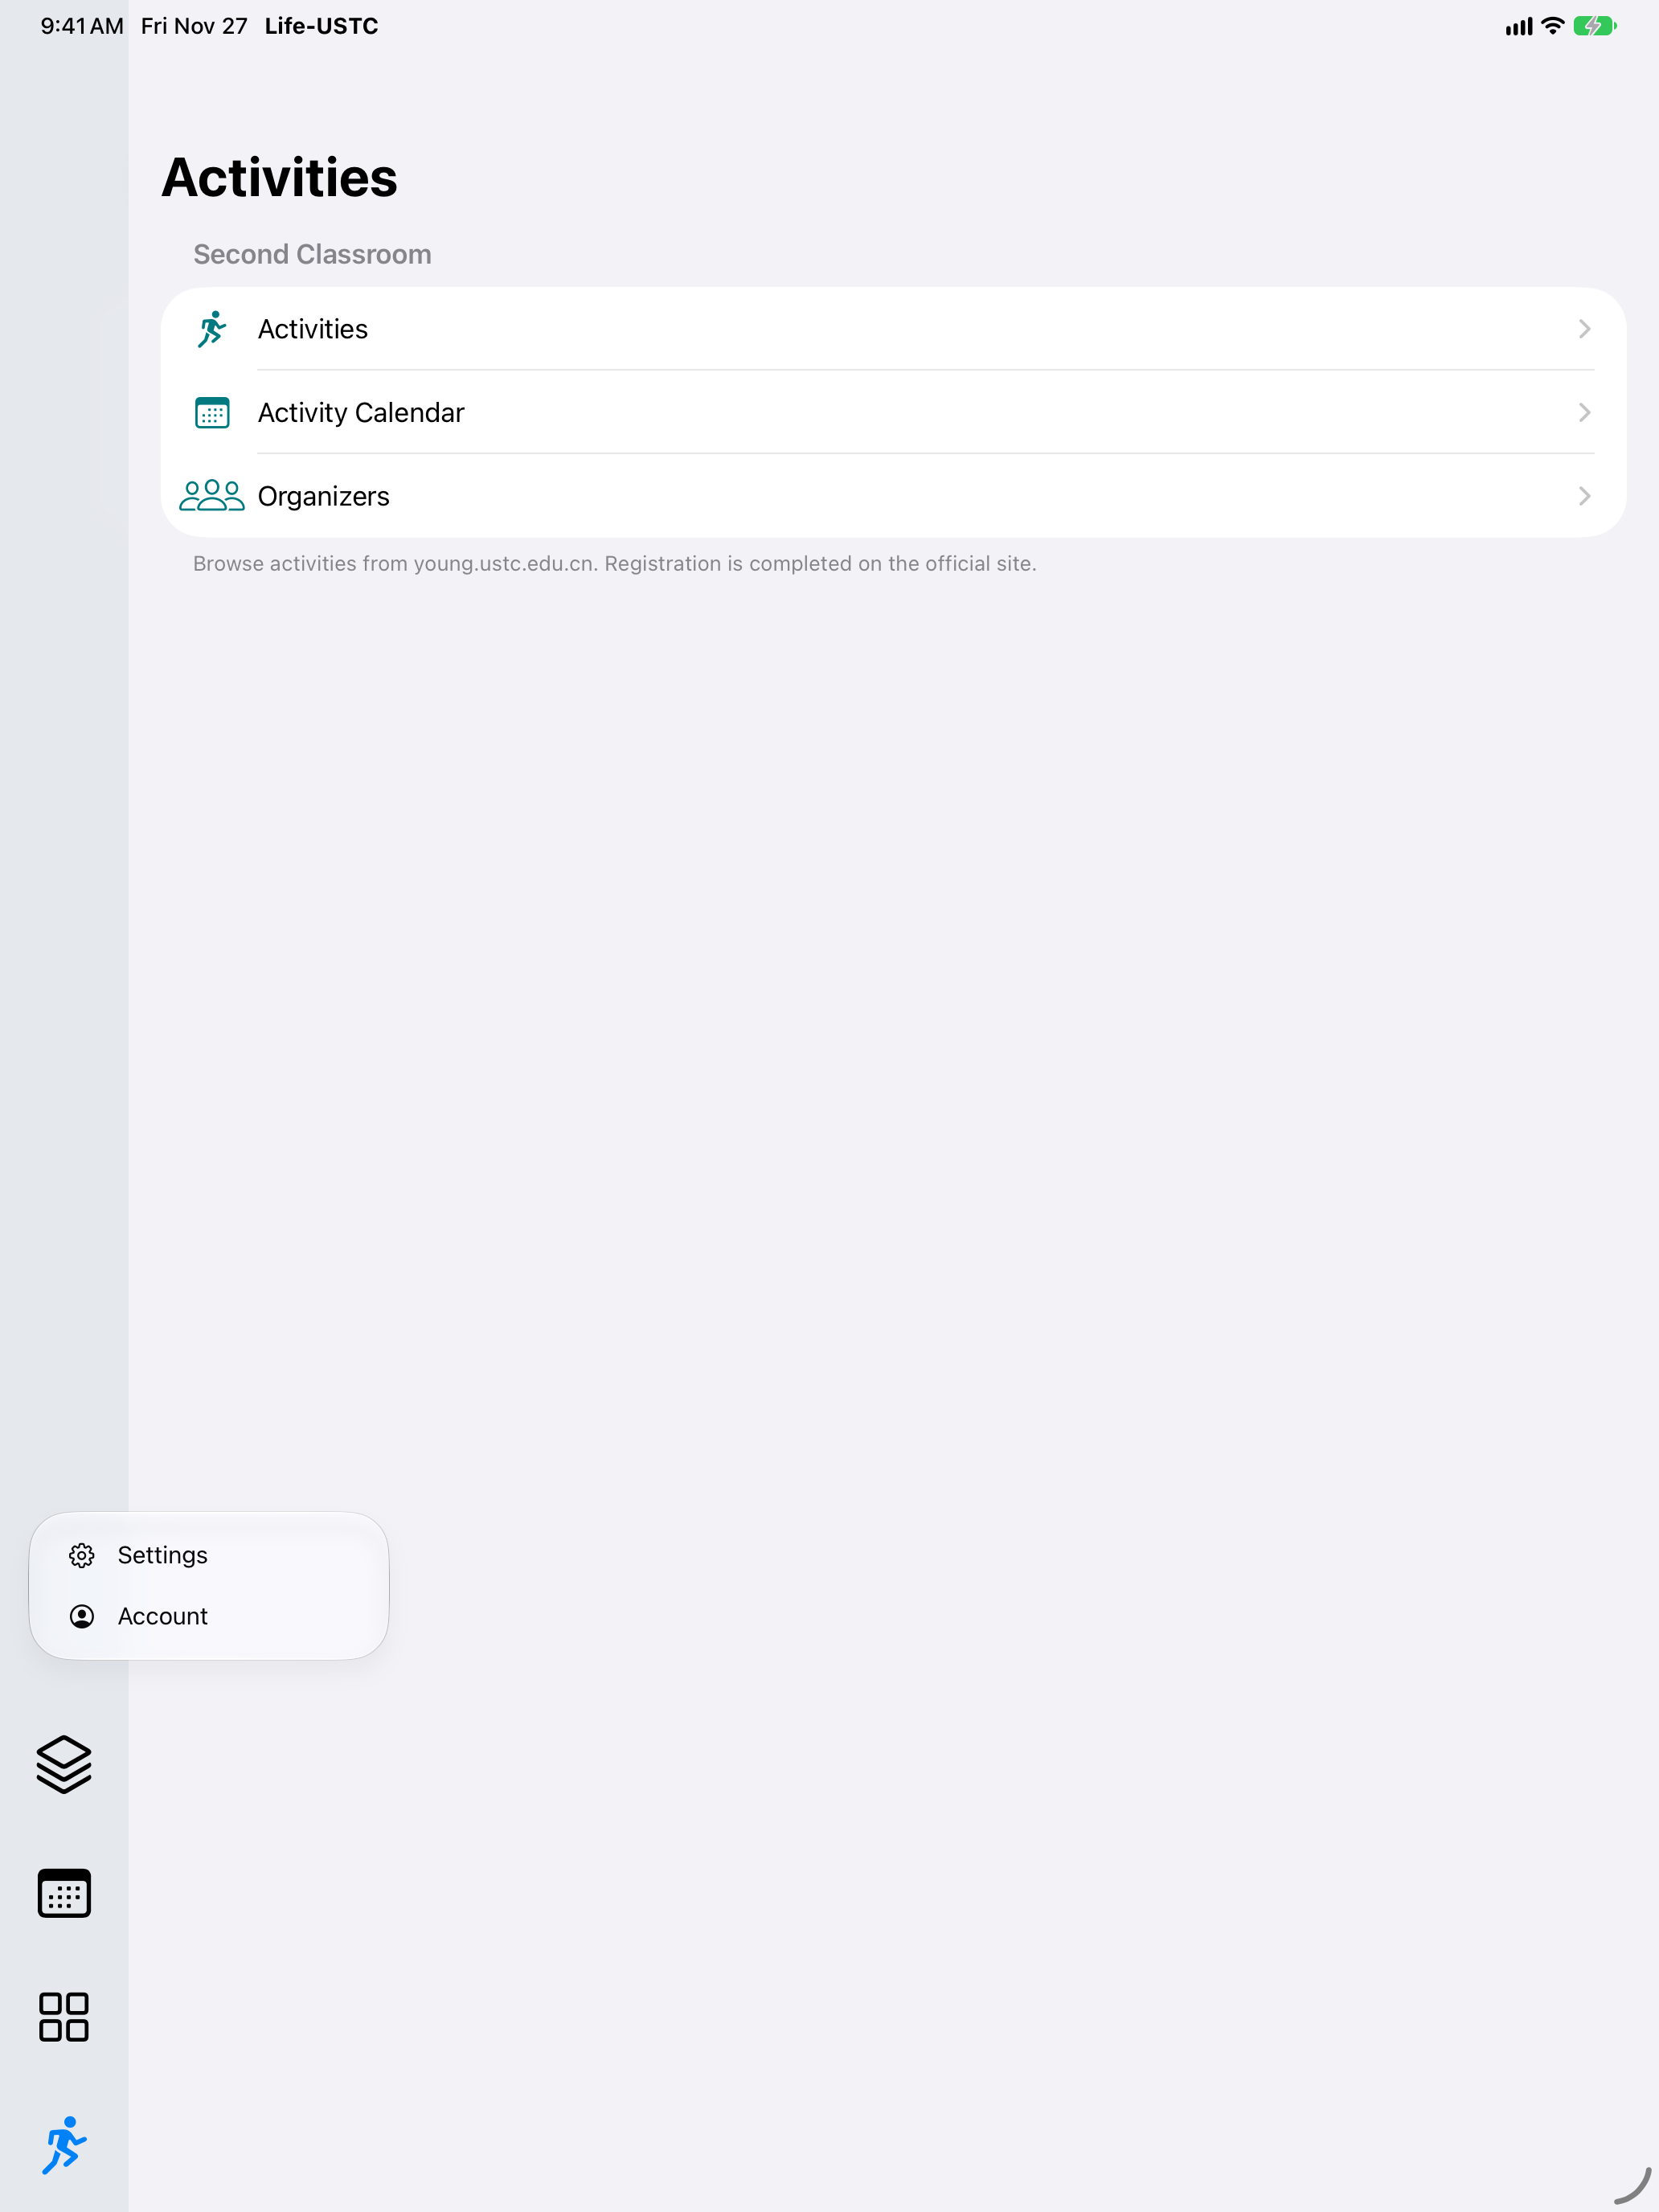 9:41 AM Fri Nov 27 Life-USTC
Activities
Second Classroom
Activities
Activity Calendar
Organizers
Browse activities from young.ustc.edu.cn. Registration is completed on the official site.
Settings
Account